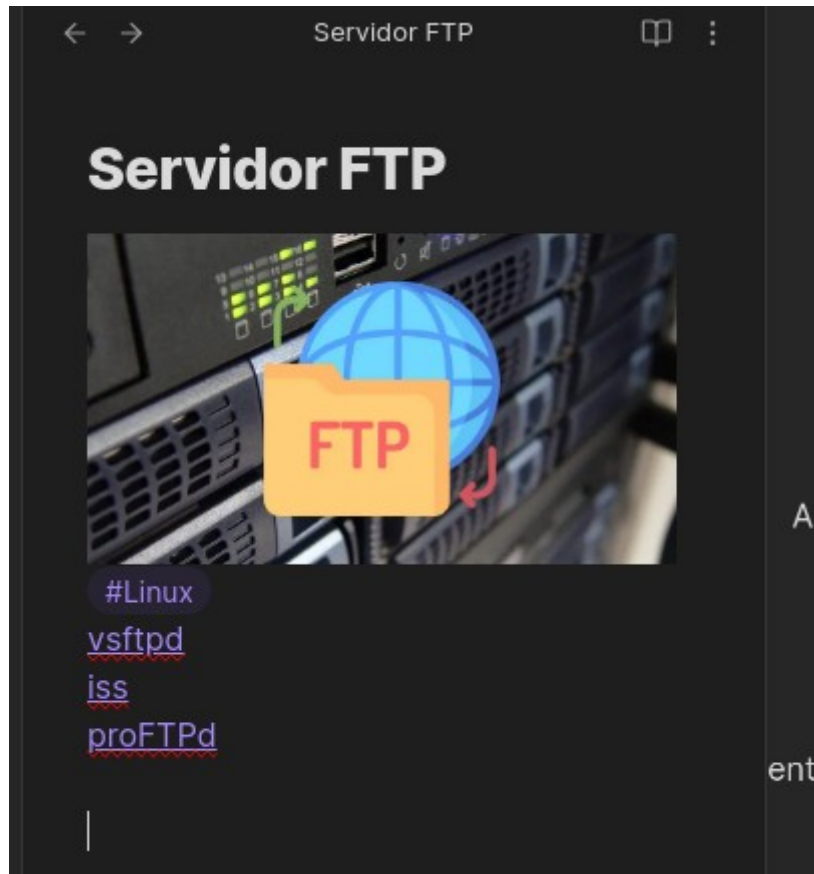 Servidor FTP
Servidor FTP
FTP
#Linux
vsftpd
iss
proFTPd
A
ent